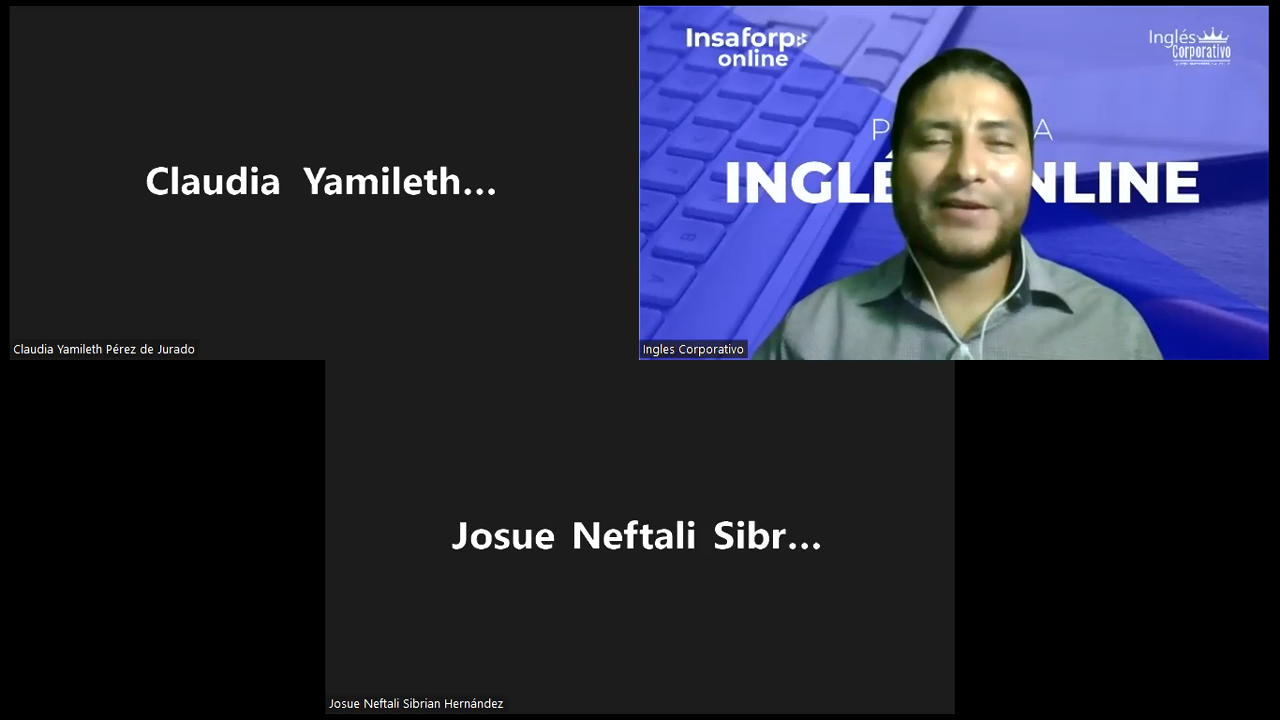 Claudia Yamileth...
Claudia Yamileth Pérez de Jurado
Insaforp
online
Inglés
Corporativo
P A
INGLÉ NLINE
Ingles Corporativo
Josue Neftali Sibr...
Josue Neftali Sibrian Hernández